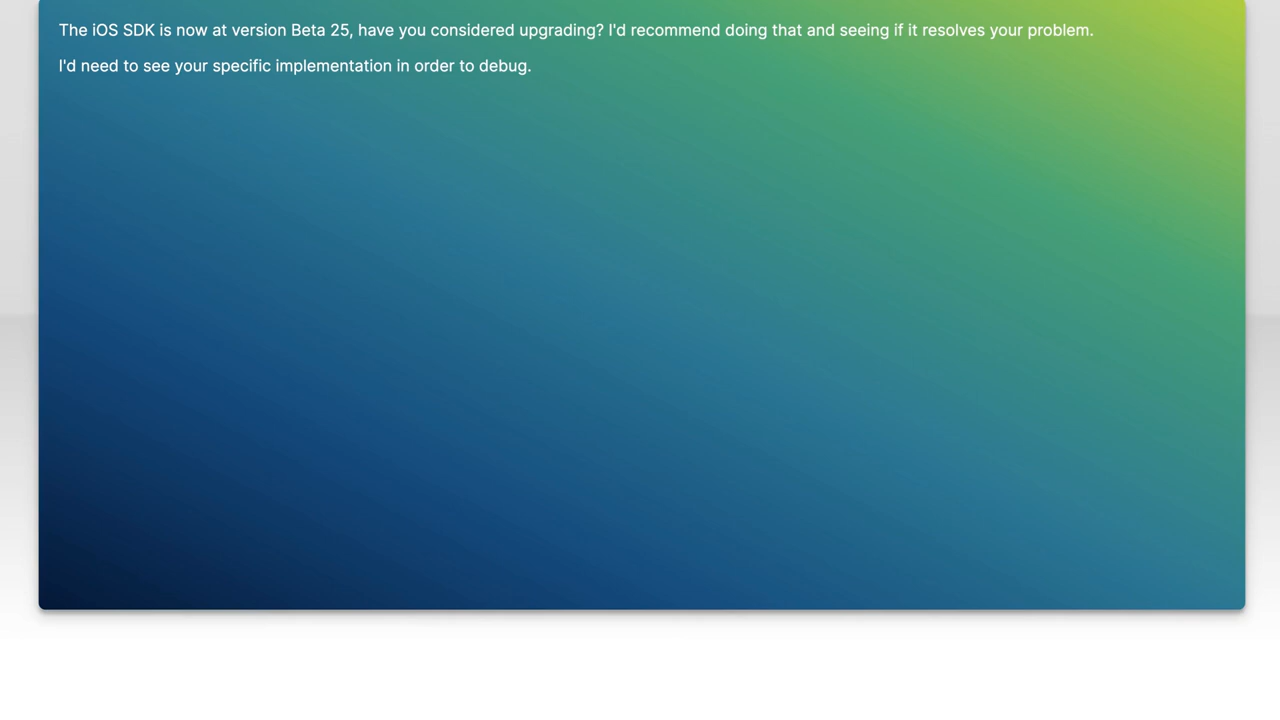 The iOS SDK is now at version Beta 25, have you considered upgrading? I'd recommend doing that and seeing if it resolves your problem.
I'd need to see your specific implementation in order to debug.